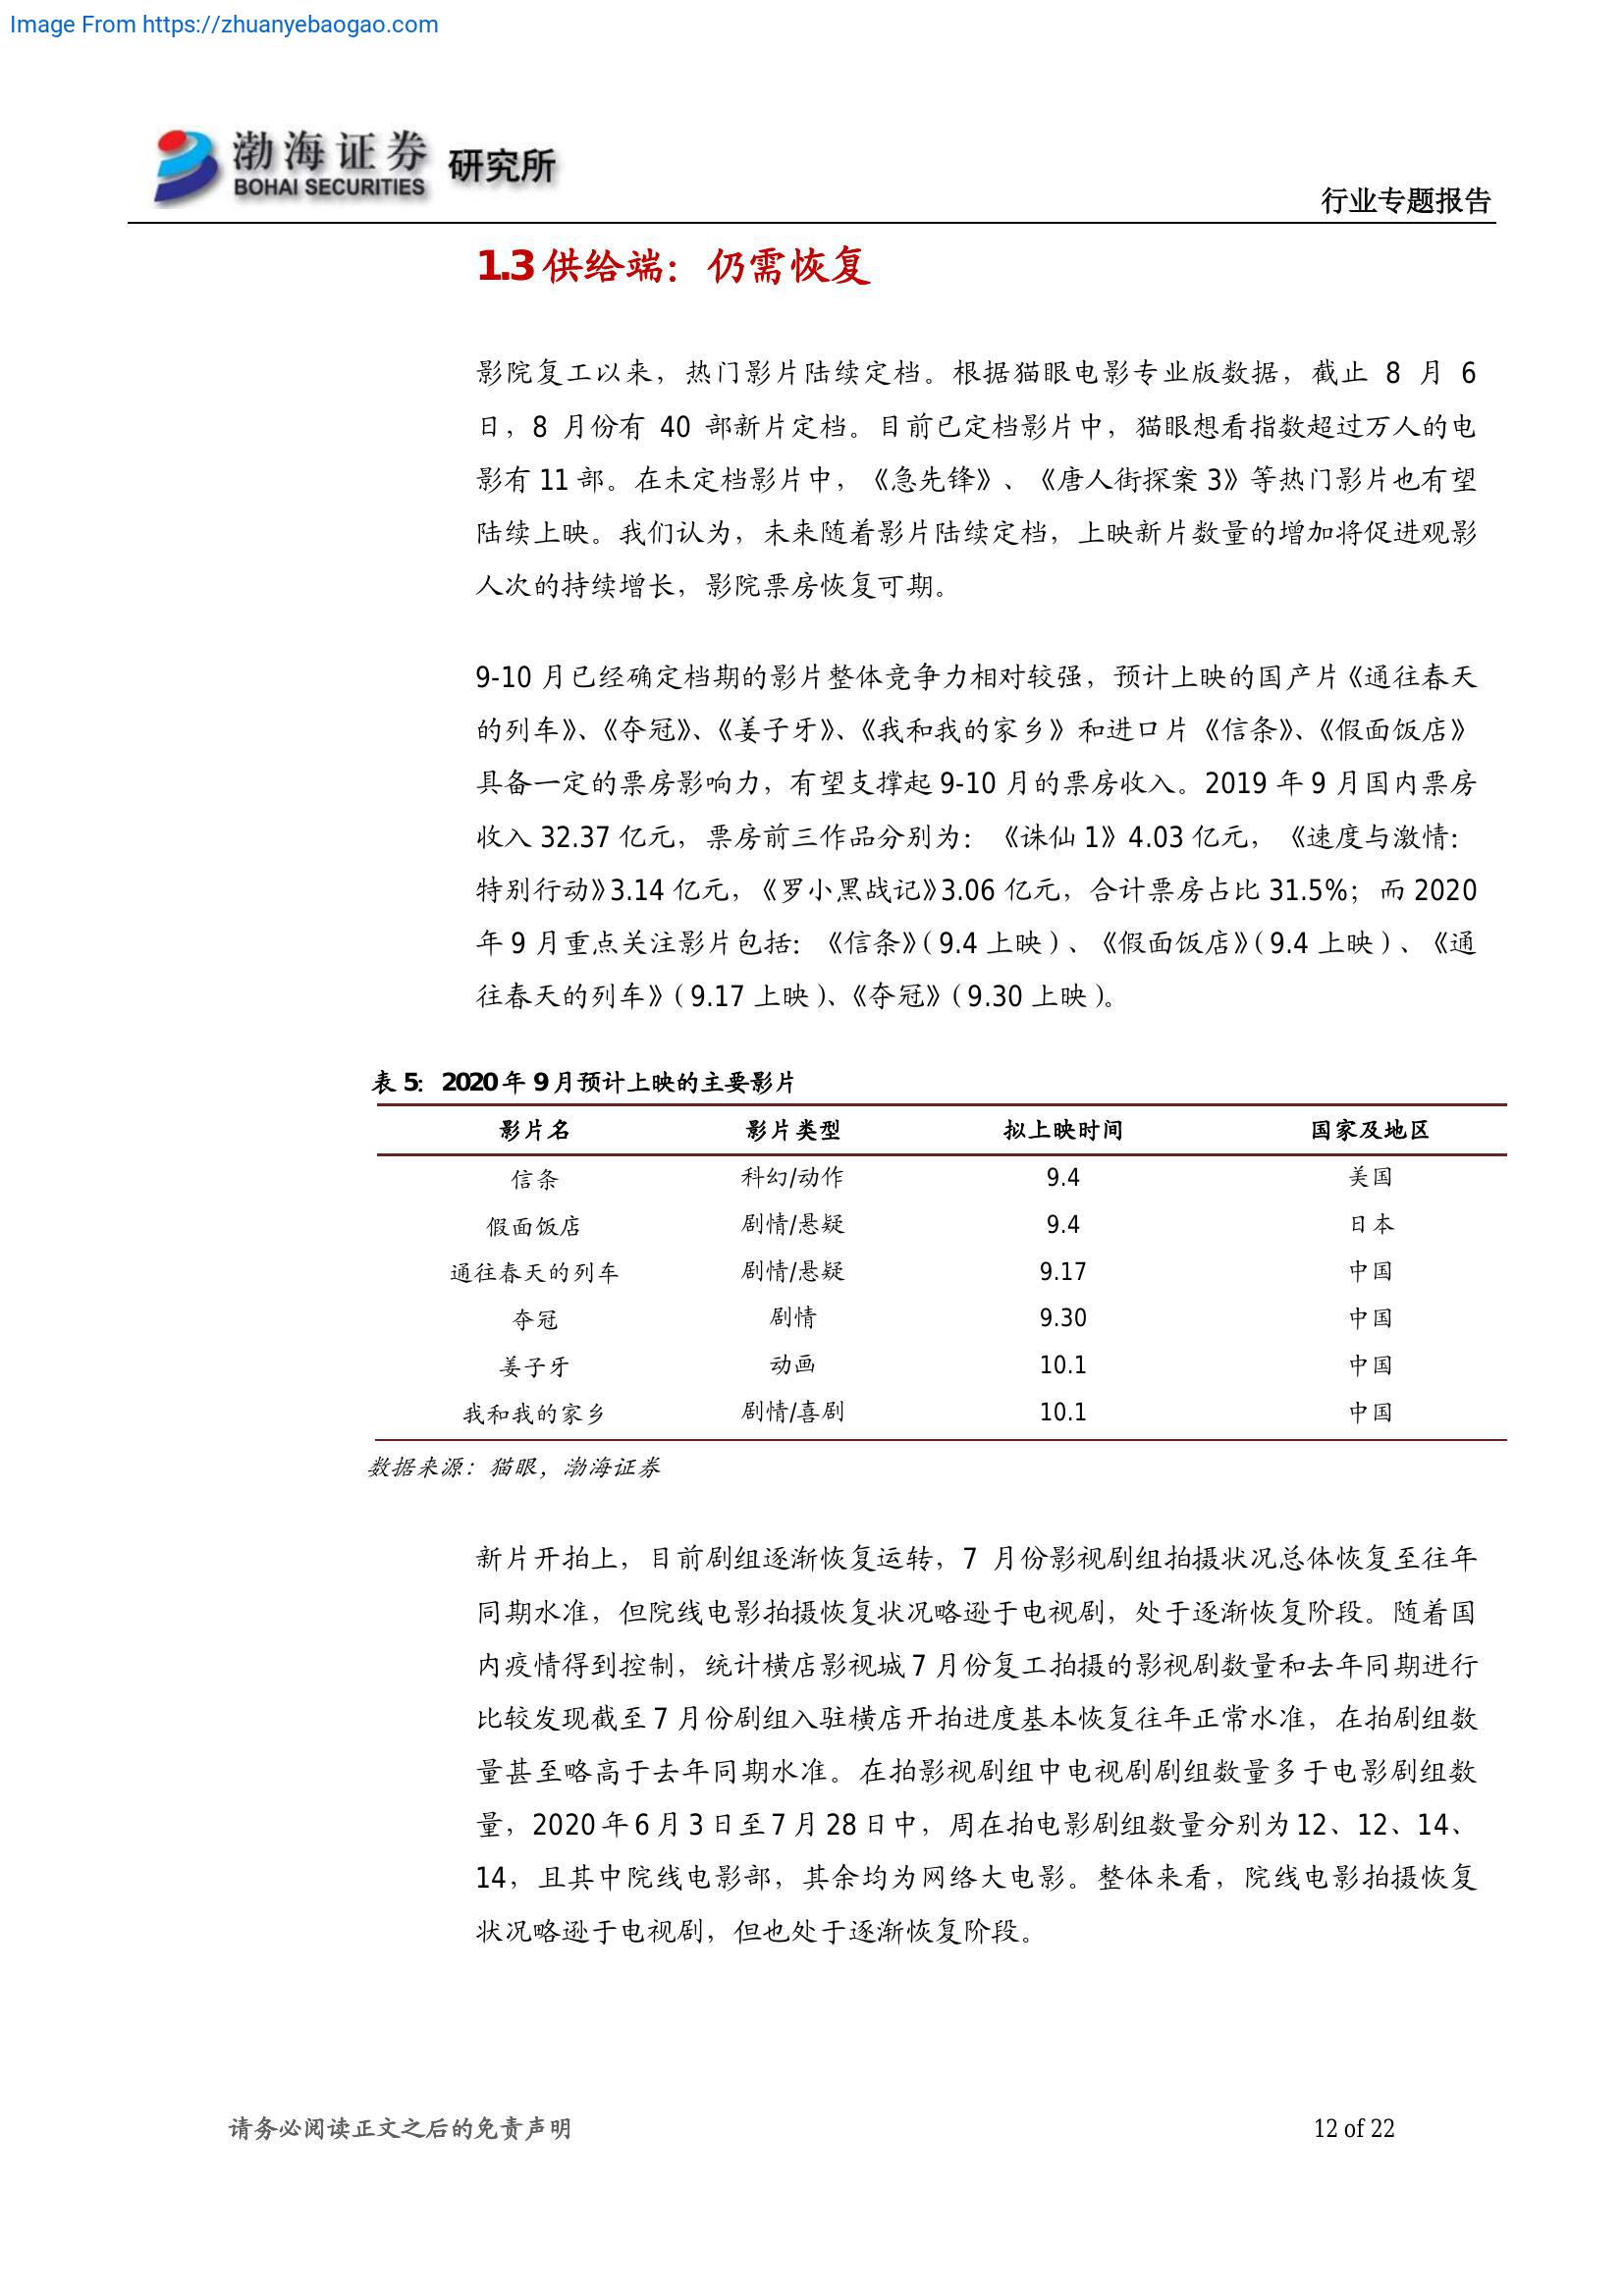 Image From https://zhuanyebaogao.com
渤海证券 研究所
BOHAI SECURITIES
行业专题报告
1.3 供给端：仍需恢复
影院复工以来，热门影片陆续定档。根据猫眼电影专业版数据，截止 8 月 6
日，8 月份有 40 部新片定档。目前已定档影片中，猫眼想看指数超过万人的电
影有 11 部。在未定档影片中，《急先锋》、《唐人街探案 3》等热门影片也有望
陆续上映。我们认为，未来随着影片陆续定档，上映新片数量的增加将促进观影
人次的持续增长，影院票房恢复可期。
9-10 月已经确定档期的影片整体竞争力相对较强，预计上映的国产片《通往春天
的列车》、《夺冠》、《姜子牙》、《我和我的家乡》和进口片《信条》、《假面饭店》
具备一定的票房影响力，有望支撑起 9-10 月的票房收入。2019 年 9 月国内票房
收入 32.37 亿元，票房前三作品分别为：《诛仙 1》4.03 亿元，《速度与激情：
特别行动》3.14 亿元，《罗小黑战记》3.06 亿元，合计票房占比 31.5%；而 2020
年 9 月重点关注影片包括：《信条》（9.4 上映）、《假面饭店》（9.4 上映）、《通
往春天的列车》（9.17 上映）、《夺冠》（9.30 上映）。
表 5：2020 年 9 月预计上映的主要影片
影片名 影片类型 拟上映时间 国家及地区
信条 科幻/动作 9.4 美国
假面饭店 剧情/悬疑 9.4 日本
通往春天的列车 剧情/悬疑 9.17 中国
夺冠 剧情 9.30 中国
姜子牙 动画 10.1 中国
我和我的家乡 剧情/喜剧 10.1 中国
数据来源：猫眼，渤海证券
新片开拍上，目前剧组逐渐恢复运转，7 月份影视剧组拍摄状况总体恢复至往年
同期水准，但院线电影拍摄恢复状况略逊于电视剧，处于逐渐恢复阶段。随着国
内疫情得到控制，统计横店影视城 7 月份复工拍摄的影视剧数量和去年同期进行
比较发现截至 7 月份剧组入驻横店开拍进度基本恢复往年正常水准，在拍剧组数
量甚至略高于去年同期水准。在拍影视剧组中电视剧剧组数量多于电影剧组数
量，2020 年 6 月 3 日至 7 月 28 日中，周在拍电影剧组数量分别为 12、12、14、
14，且其中院线电影部，其余均为网络大电影。整体来看，院线电影拍摄恢复
状况略逊于电视剧，但也处于逐渐恢复阶段。
请务必阅读正文之后的免责声明 12 of 22